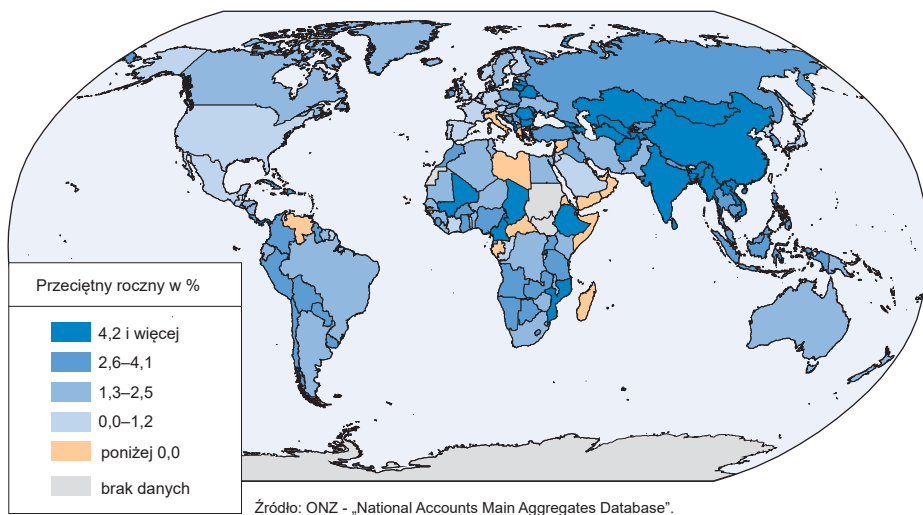 Przeciętny roczny w %
4,2 i więcej
2,6–4,1
1,3–2,5
0,0–1,2
poniżej 0,0
brak danych
Źródło: ONZ - „National Accounts Main Aggregates Database”.